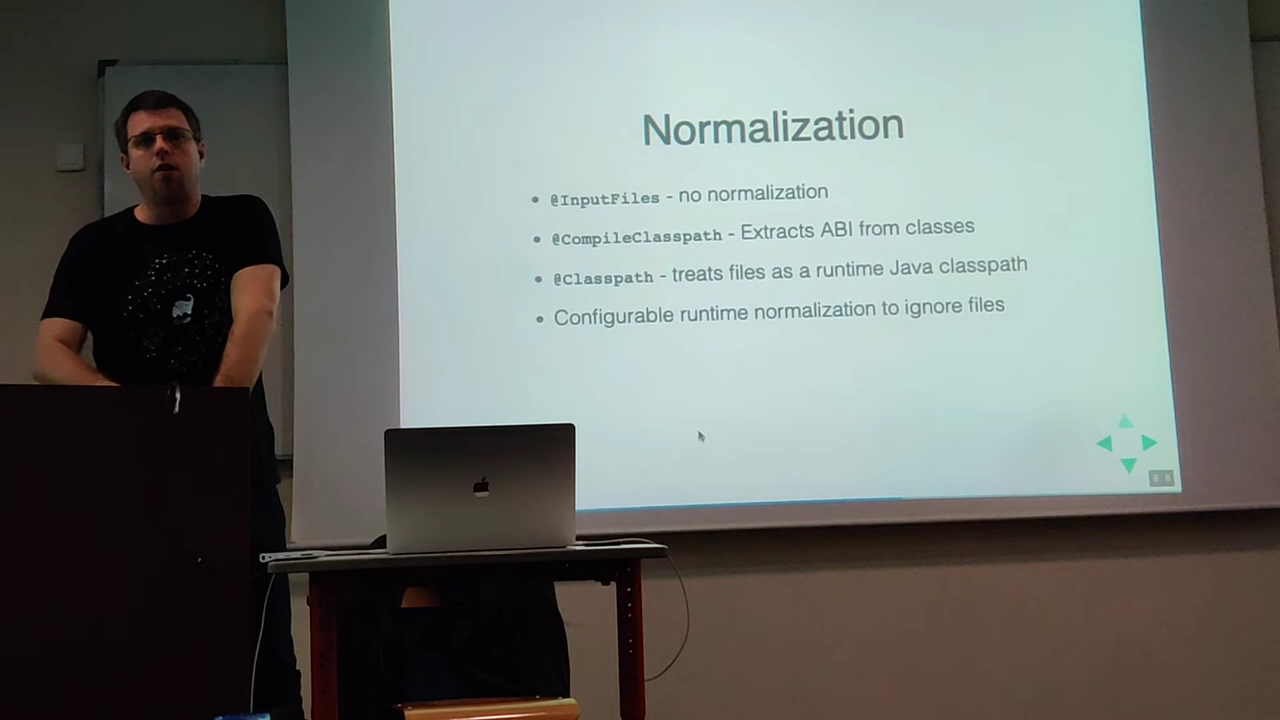 Normalization
• @InputFiles - no normalization
• @CompileClasspath - Extracts ABI from classes
• @Classpath - treats files as a runtime Java classpath
• Configurable runtime normalization to ignore files